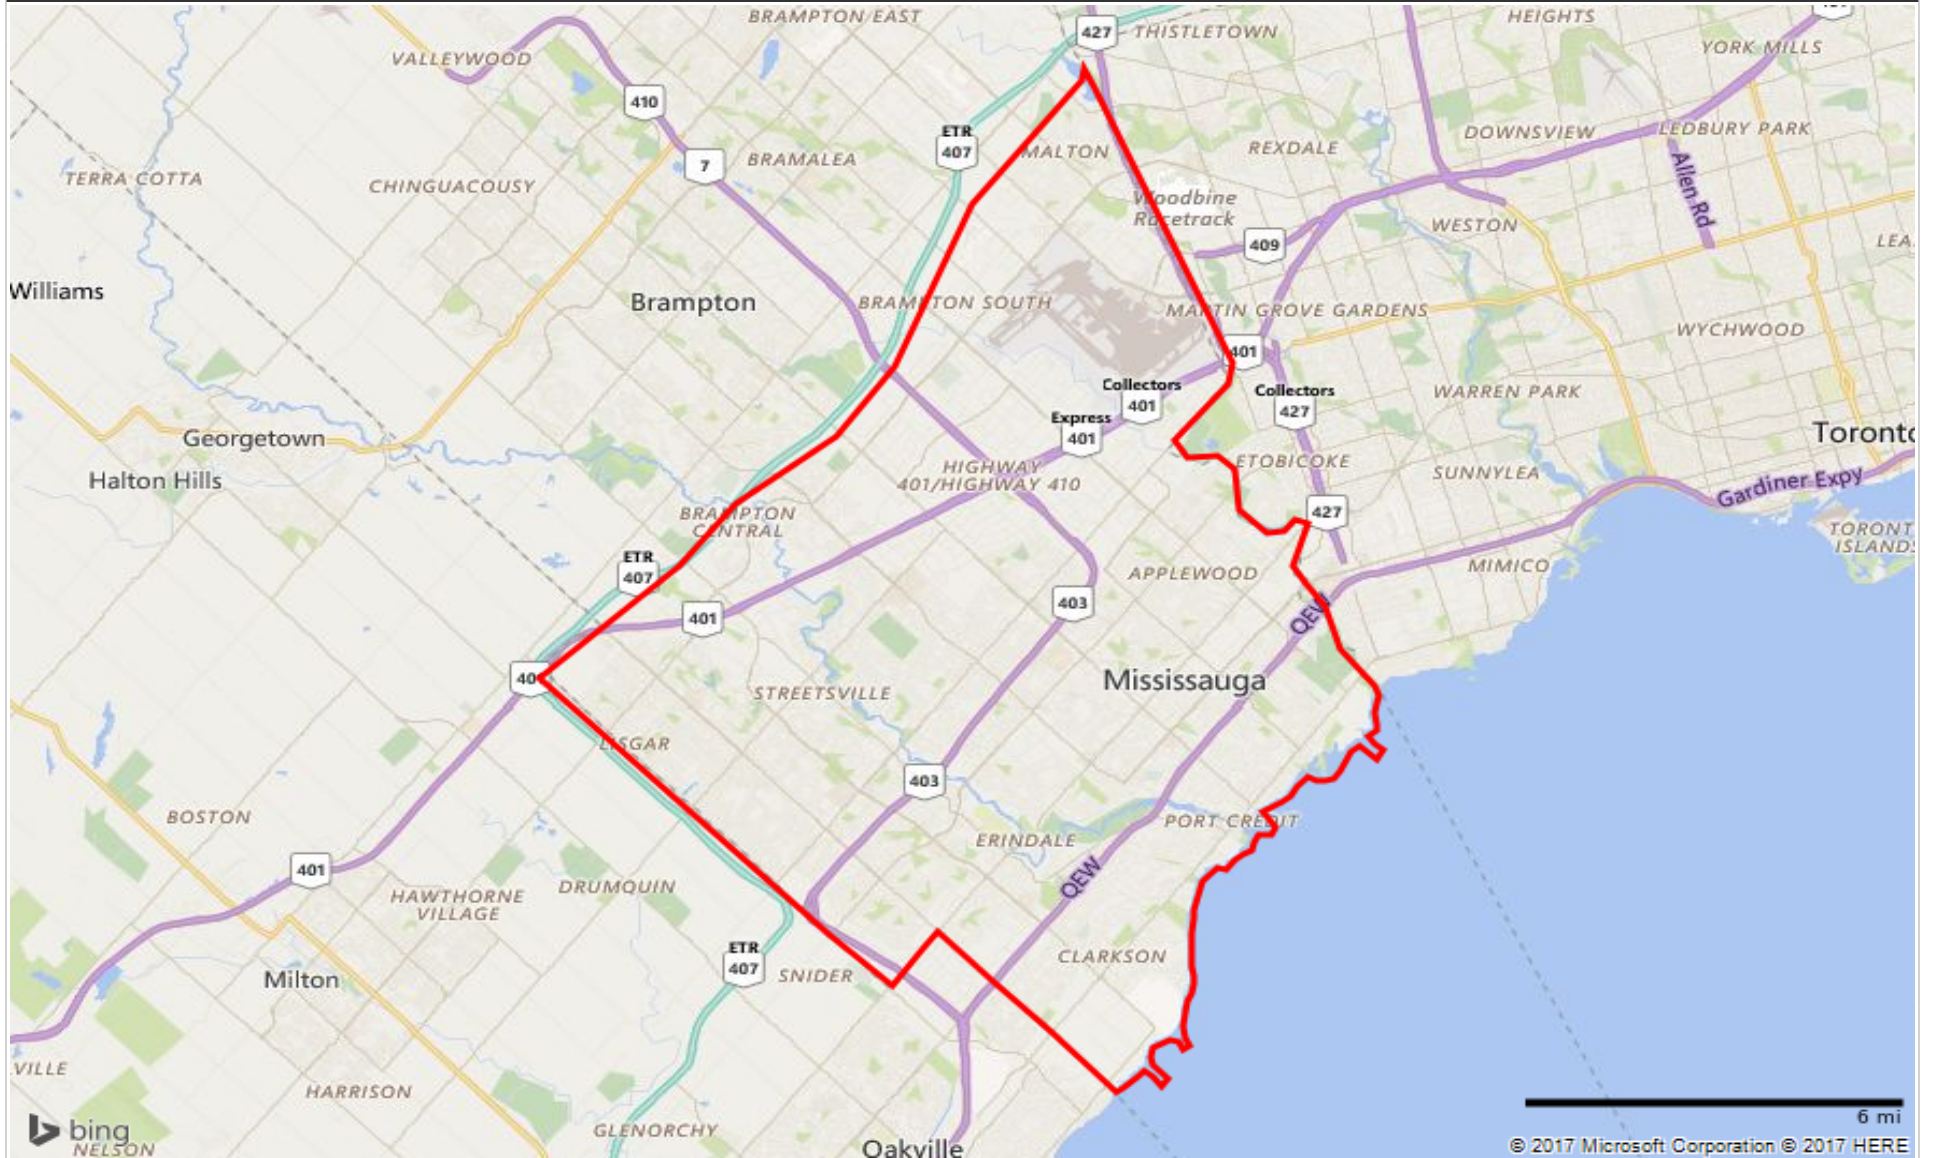 BRAMPTON EAST
HEIGHTS
427
THISTLETOWN
YORK MILLS
VALLEYWOOD
410
ETR
407
MALTON
REXDALE
DOWNSVIEW
LEDBURY PARK
7
BRAMALEA
TERRA COTTA
CHINGUACOUSY
Allen Rd
Woodbine
Racetrack
WESTON
409
LEA
Williams
Brampton
BRAMPTON SOUTH
MARTIN GROVE GARDENS
WYCHWOOD
401
Collectors
401
Collectors
427
WARREN PARK
Express
401
Georgetown
Toronto
Halton Hills
HIGHWAY
401/HIGHWAY 410
ETOBICOKE
SUNNYLEA
Gardiner Expy
BRAMPTON
CENTRAL
427
TORONT
ISLANDS
ETR
407
APPLEWOOD
MIMICO
403
401
QEW
40
Mississauga
STREETSVILLE
LISGAR
403
BOSTON
PORT CREDIT
ERINDALE
401
QEW
DRUMQUIN
HAWTHORNE
VILLAGE
ETR
407
CLARKSON
Milton
SNIDER
VILLE
HARRISON
6 mi
bing
NELSON
GLENORCHY
Oakville
© 2017 Microsoft Corporation © 2017 HERE